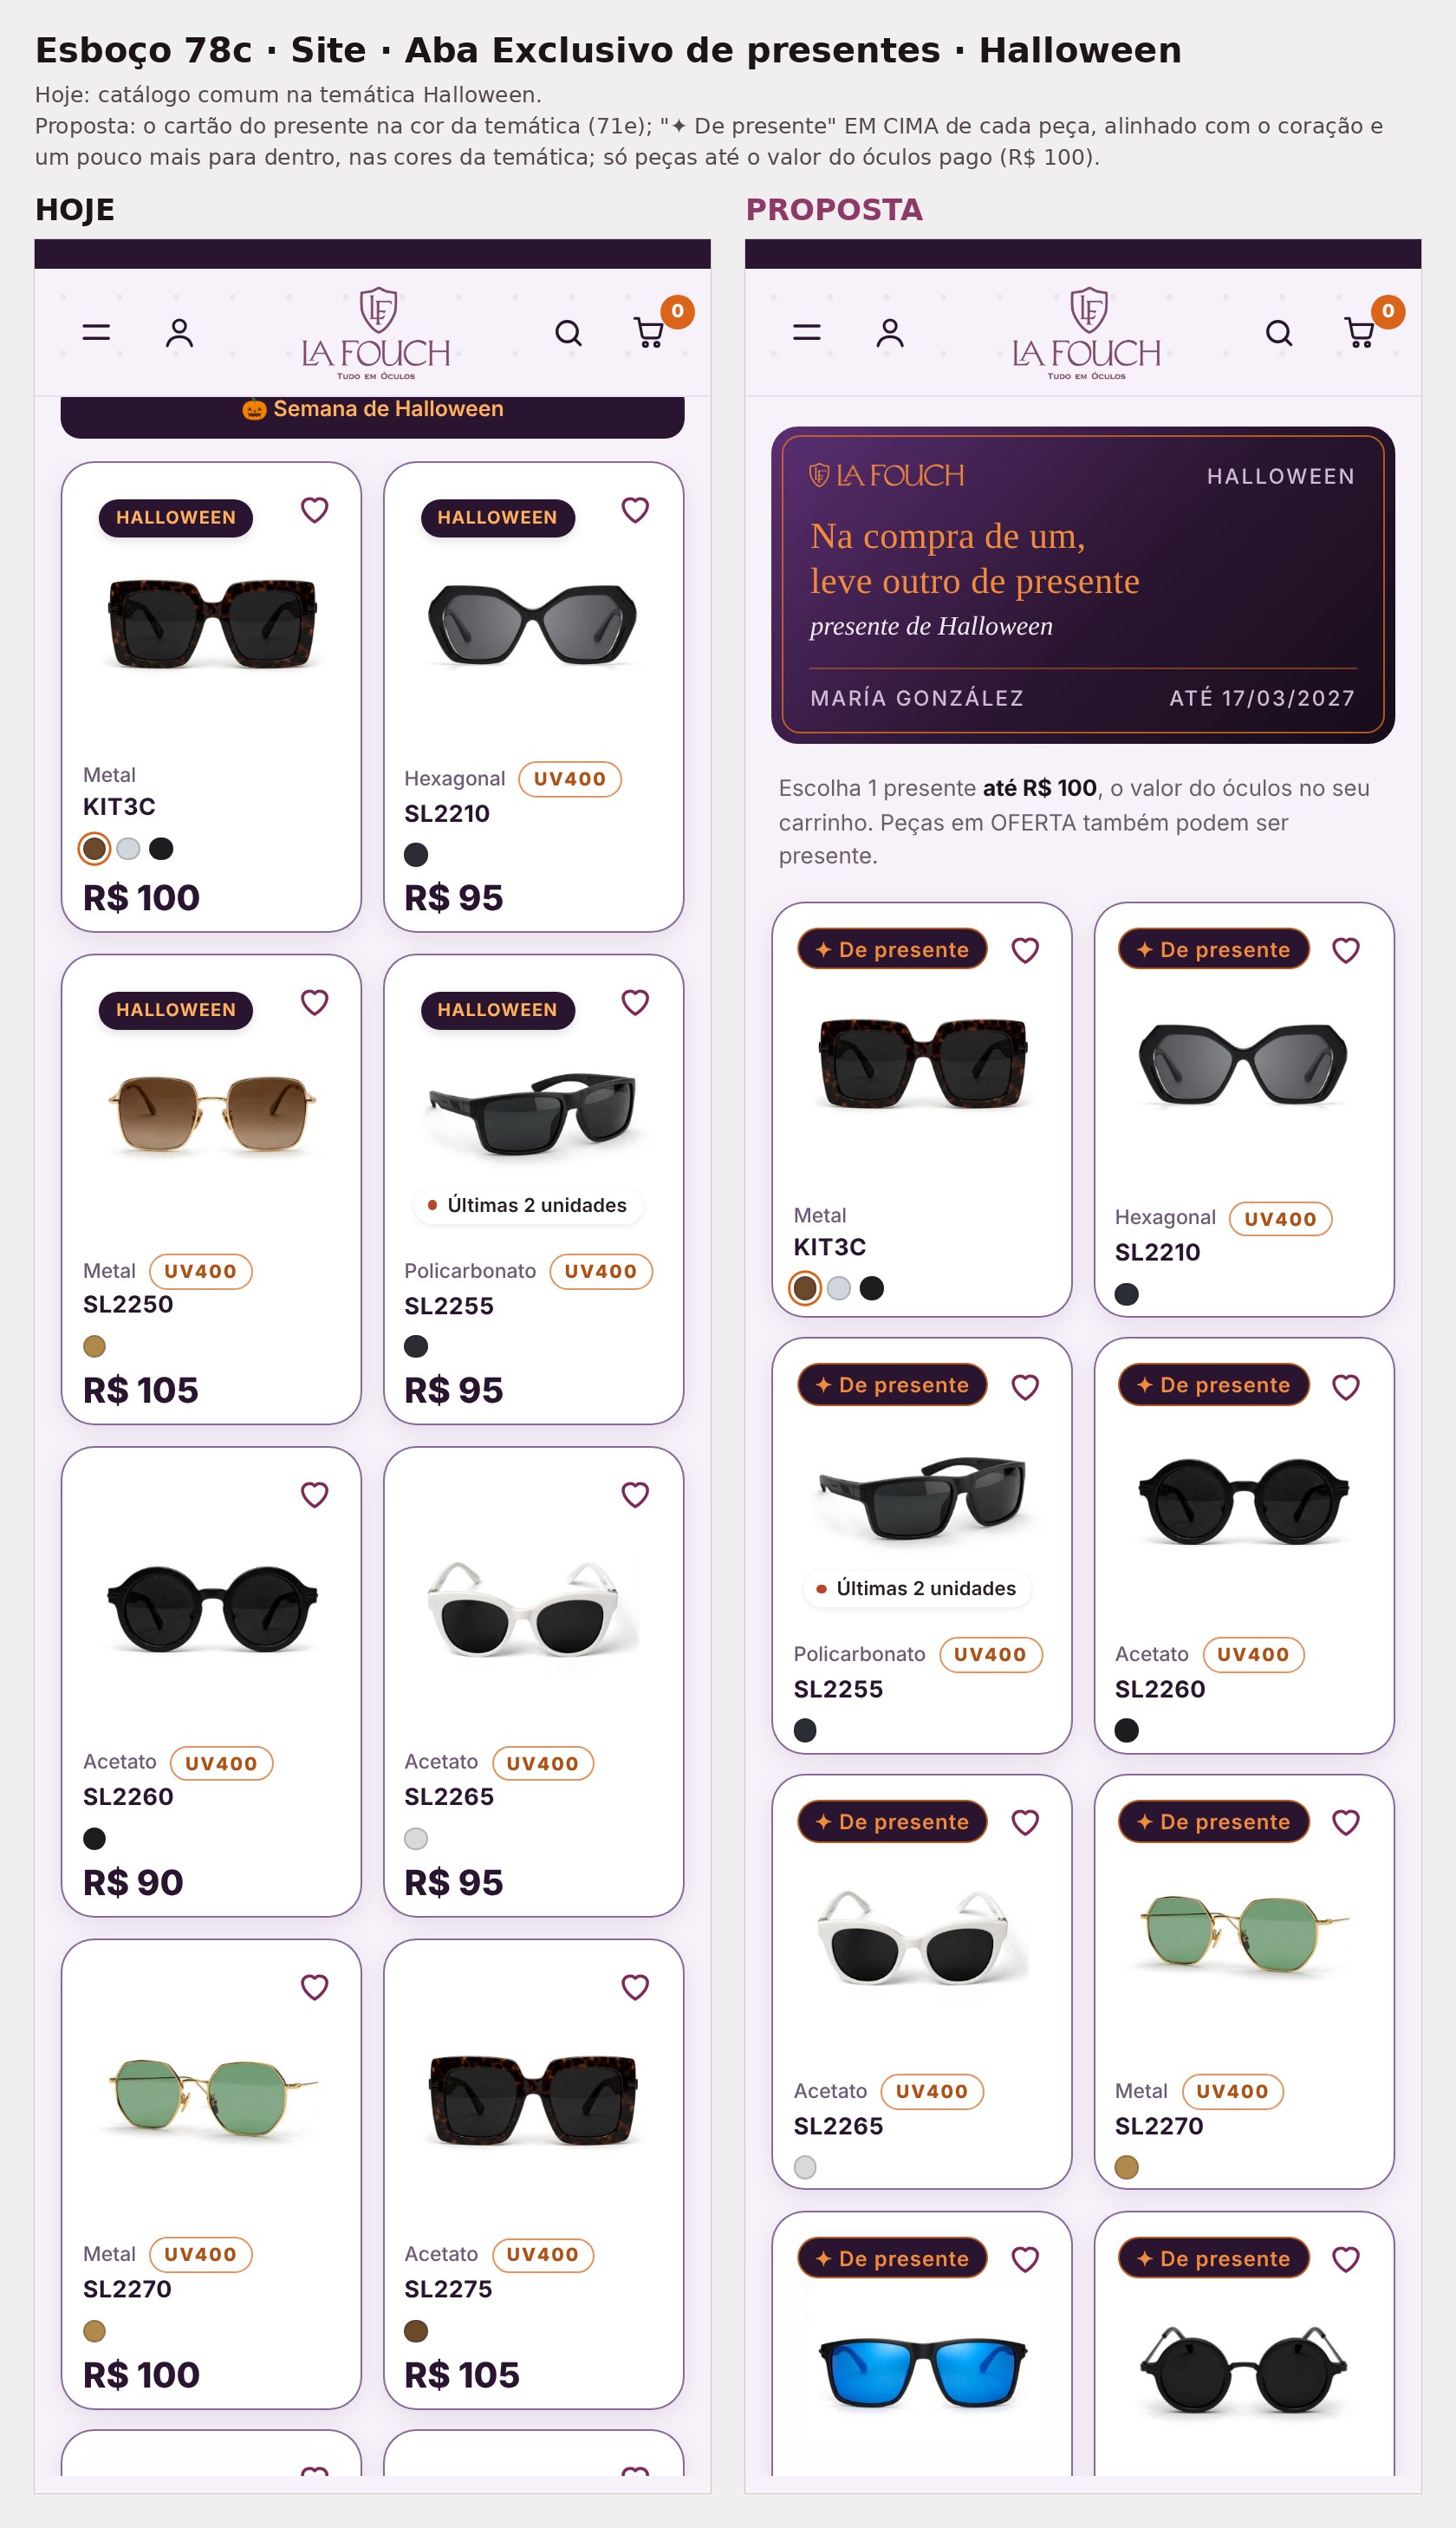 Esboço 78c · Site · Aba Exclusivo de presentes · Halloween
Hoje: catálogo comum na temática Halloween.
Proposta: o cartão do presente na cor da temática (71e); "✦ De presente" EM CIMA de cada peça, alinhado com o coração e
um pouco mais para dentro, nas cores da temática; só peças até o valor do óculos pago (R$ 100).
HOJE
LF
LA FOUCH
TUDO EM ÓCULOS
0
🎃 Semana de Halloween
HALLOWEEN
HALLOWEEN
Metal
KIT3C
R$ 100
Hexagonal UV400
SL2210
R$ 95
HALLOWEEN
HALLOWEEN
Últimas 2 unidades
Metal UV400
SL2250
R$ 105
Policarbonato UV400
SL2255
R$ 95
Acetato UV400
SL2260
R$ 90
Acetato UV400
SL2265
R$ 95
Metal UV400
SL2270
R$ 100
Acetato UV400
SL2275
R$ 105
PROPOSTA
LF
LA FOUCH
TUDO EM ÓCULOS
0
LA FOUCH
HALLOWEEN
Na compra de um,
leve outro de presente
presente de Halloween
MARÍA GONZÁLEZ
ATÉ 17/03/2027
Escolha 1 presente até R$ 100, o valor do óculos no seu
carrinho. Peças em OFERTA também podem ser
presente.
✦ De presente
✦ De presente
Metal
KIT3C
Hexagonal UV400
SL2210
✦ De presente
✦ De presente
Últimas 2 unidades
Policarbonato UV400
SL2255
Acetato UV400
SL2260
✦ De presente
✦ De presente
Acetato UV400
SL2265
Metal UV400
SL2270
✦ De presente
✦ De presente